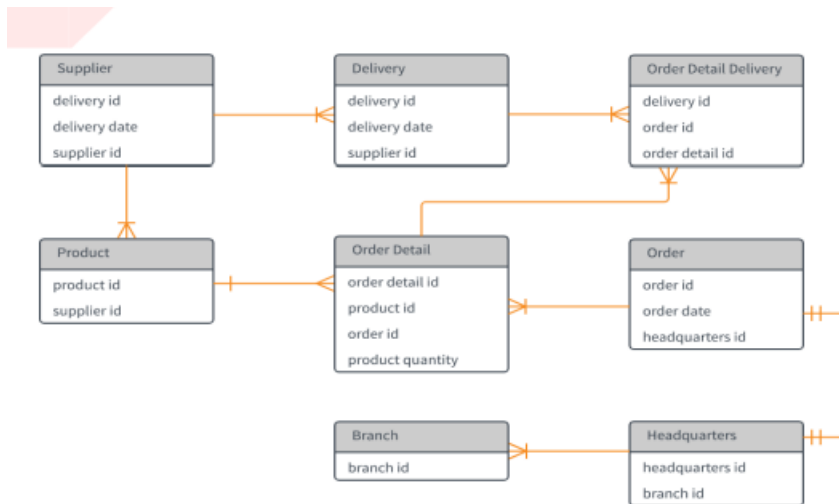 Supplier
delivery id
delivery date
supplier id
Delivery
delivery id
delivery date
supplier id
Order Detail Delivery
delivery id
order id
order detail id
Product
product id
supplier id
Order Detail
order detail id
product id
order id
product quantity
Order
order id
order date
headquarters id
Branch
branch id
Headquarters
headquarters id
branch id